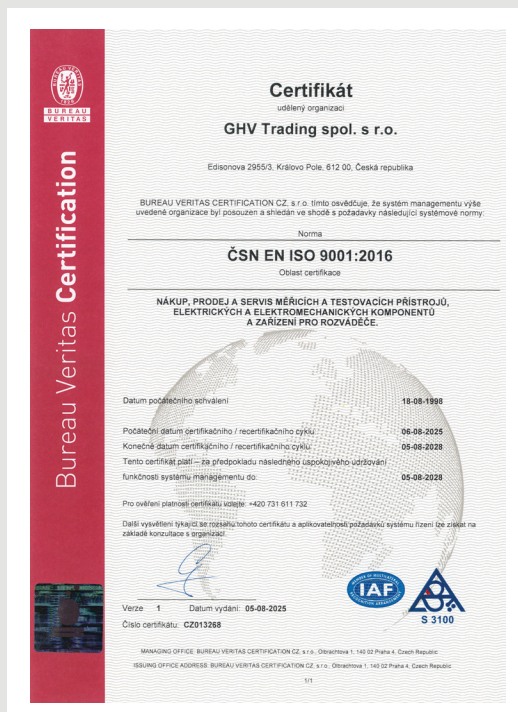 BUREAU
VERITAS
Bureau Veritas Certification
Certifikát
udělený organizaci
GHV Trading spol. s r.o.
Edisonova 2955/3, Královo Pole, 612 00, Česká republika
BUREAU VERITAS CERTIFICATION CZ, s.r.o. tímto osvědčuje, že systém managementu výše
uvedené organizace byl posouzen a shledán ve shodě s požadavky následující systémové normy:
Norma
ČSN EN ISO 9001:2016
Oblast certifikace
NÁKUP, PRODEJ A SERVIS MĚŘICÍCH A TESTOVACÍCH PŘÍSTROJŮ,
ELEKTRICKÝCH A ELEKTROMECHANICKÝCH KOMPONENTŮ
A ZAŘÍZENÍ PRO ROZVÁDĚČE.
Datum počátečního schválení 18-08-1998
Počáteční datum certifikačního / recertifikačního cyklu: 06-08-2025
Konečné datum certifikačního / recertifikačního cyklu: 05-08-2028
Tento certifikát platí – za předpokladu následného uspokojivého udržování
funkčnosti systému managementu do: 05-08-2028
Pro ověření platnosti certifikátu volejte: +420 731 611 732
Další vysvětlení týkající se rozsahu tohoto certifikátu a aplikovatelnosti požadavků systému řízení lze získat na
základě konzultace s organizací.
IAF
S 3100
Verze 1 Datum vydání: 05-08-2025
Číslo certifikátu: CZ013268
MANAGING OFFICE: BUREAU VERITAS CERTIFICATION CZ, s.r.o., Olbrachtova 1, 140 02 Praha 4, Czech Republic
ISSUING OFFICE ADDRESS: BUREAU VERITAS CERTIFICATION CZ, s.r.o., Olbrachtova 1, 140 02 Praha 4, Czech Republic
1/1